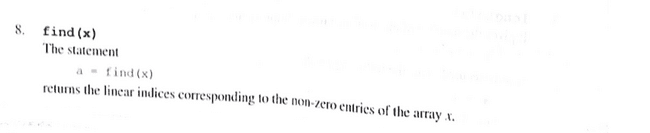 8. find(x)
The statement
a = find(x)
returns the linear indices corresponding to the non-zero entries of the array x.